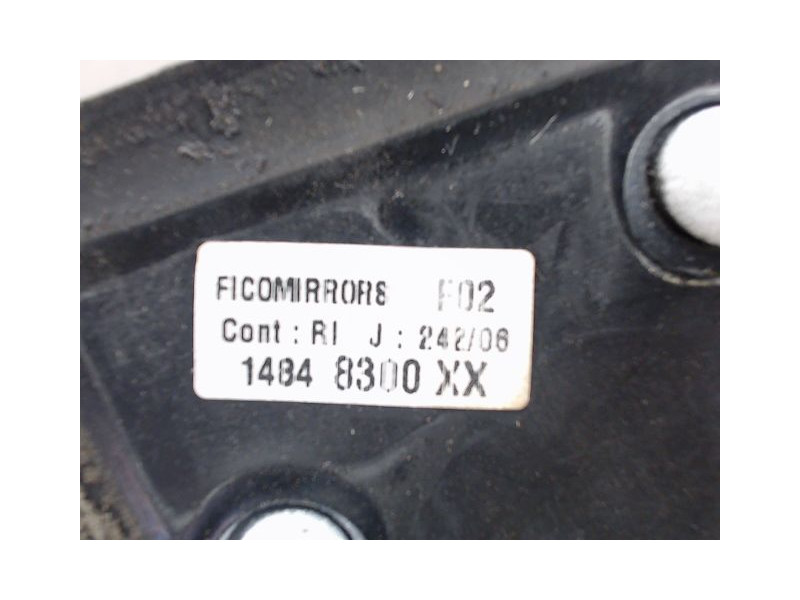 FICOMIRRORS F02
Cont : RI J : 242/06
1484 8300 XX